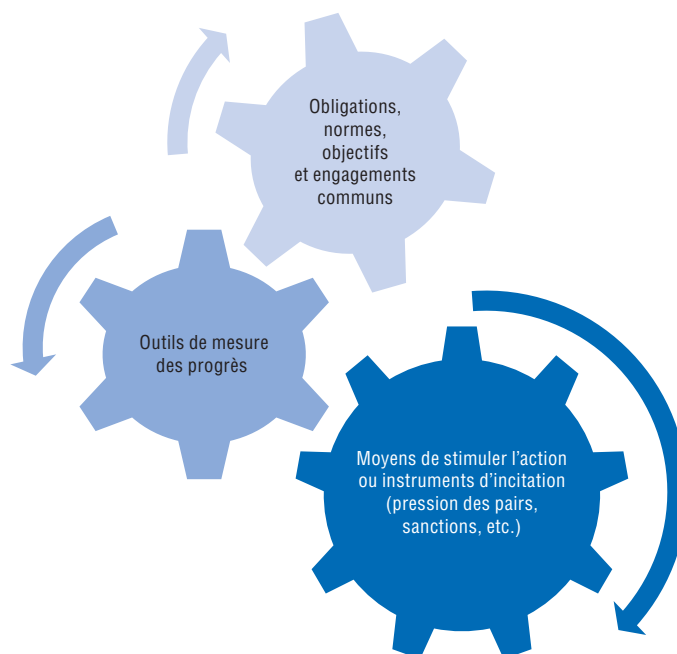 Obligations,
normes,
objectifs
et engagements
communs
Outils de mesure
des progrès
Moyens de stimuler l’action
ou instruments d’incitation
(pression des pairs,
sanctions, etc.)